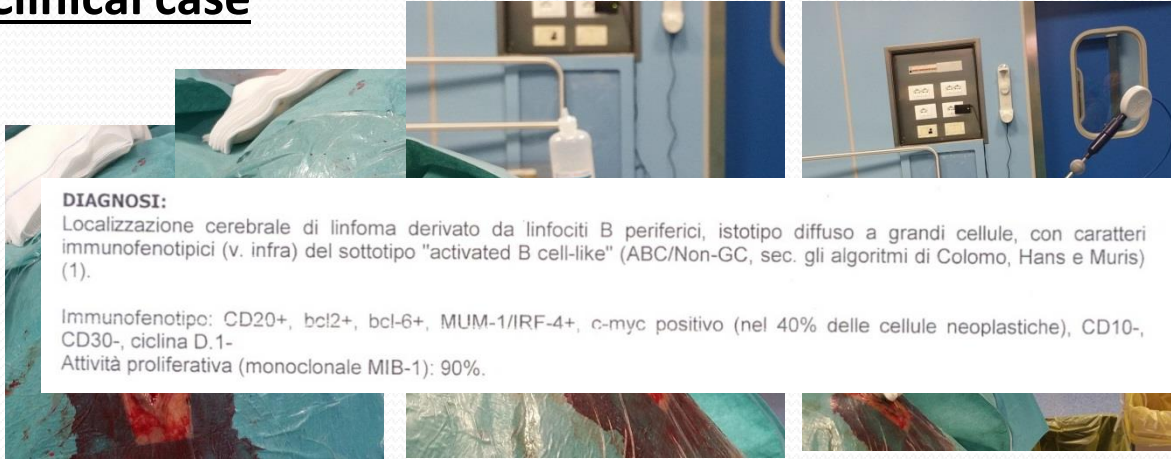 Clinical case
DIAGNOSI:
Localizzazione cerebrale di linfoma derivato da linfociti B periferici, istotipo diffuso a grandi cellule, con caratteri
immunofenotipici (v. infra) del sottotipo "activated B cell-like" (ABC/Non-GC, sec. gli algoritmi di Colomo, Hans e Muris)
(1).
Immunofenotipo: CD20+, bcl2+, bcl-6+, MUM-1/IRF-4+, c-myc positivo (nel 40% delle cellule neoplastiche), CD10-,
CD30-, ciclina D.1-
Attività proliferativa (monoclonale MIB-1): 90%.